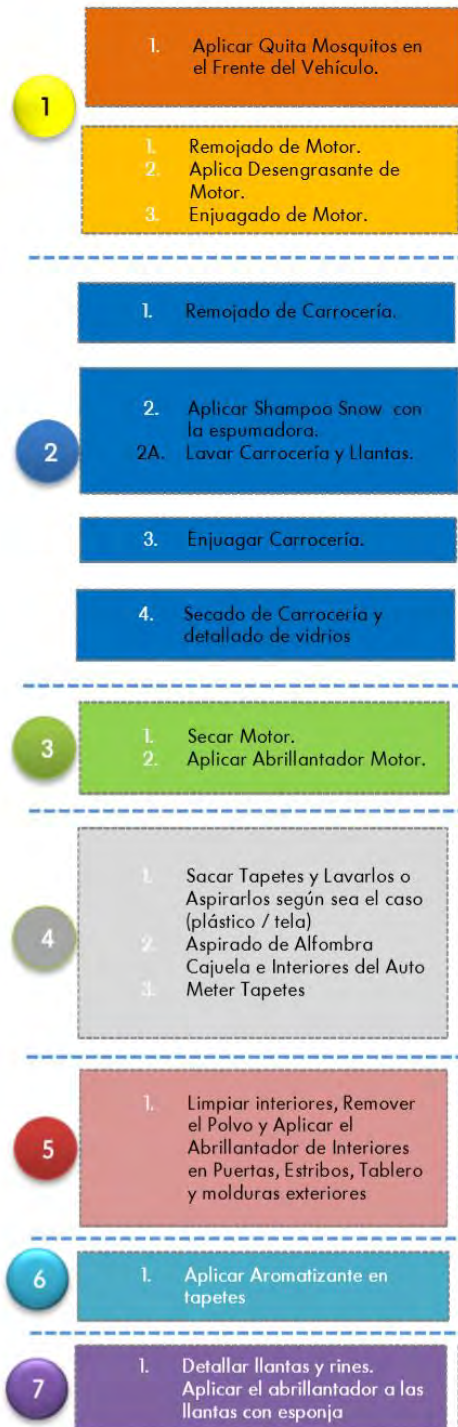 1
1. Aplicar Quita Mosquitos en
el Frente del Vehículo.
1. Remojado de Motor.
2. Aplica Desengrasante de
Motor.
3. Enjuagado de Motor.
2
1. Remojado de Carrocería.
2. Aplicar Shampoo Snow con
la espumadora.
2A. Lavar Carrocería y Llantas.
3. Enjuagar Carrocería.
4. Secado de Carrocería y
detallado de vidrios
3
1. Secar Motor.
2. Aplicar Abrillantador Motor.
4
1. Sacar Tapetes y Lavarlos o
Aspirarlos según sea el caso
(plástico / tela)
2. Aspirado de Alfombra
Cajuela e Interiores del Auto
3. Meter Tapetes
5
1. Limpiar interiores, Remover
el Polvo y Aplicar el
Abrillantador de Interiores
en Puertas, Estribos, Tablero
y molduras exteriores
6
1. Aplicar Aromatizante en
tapetes
7
1. Detallar llantas y rines.
Aplicar el abrillantador a las
llantas con esponja